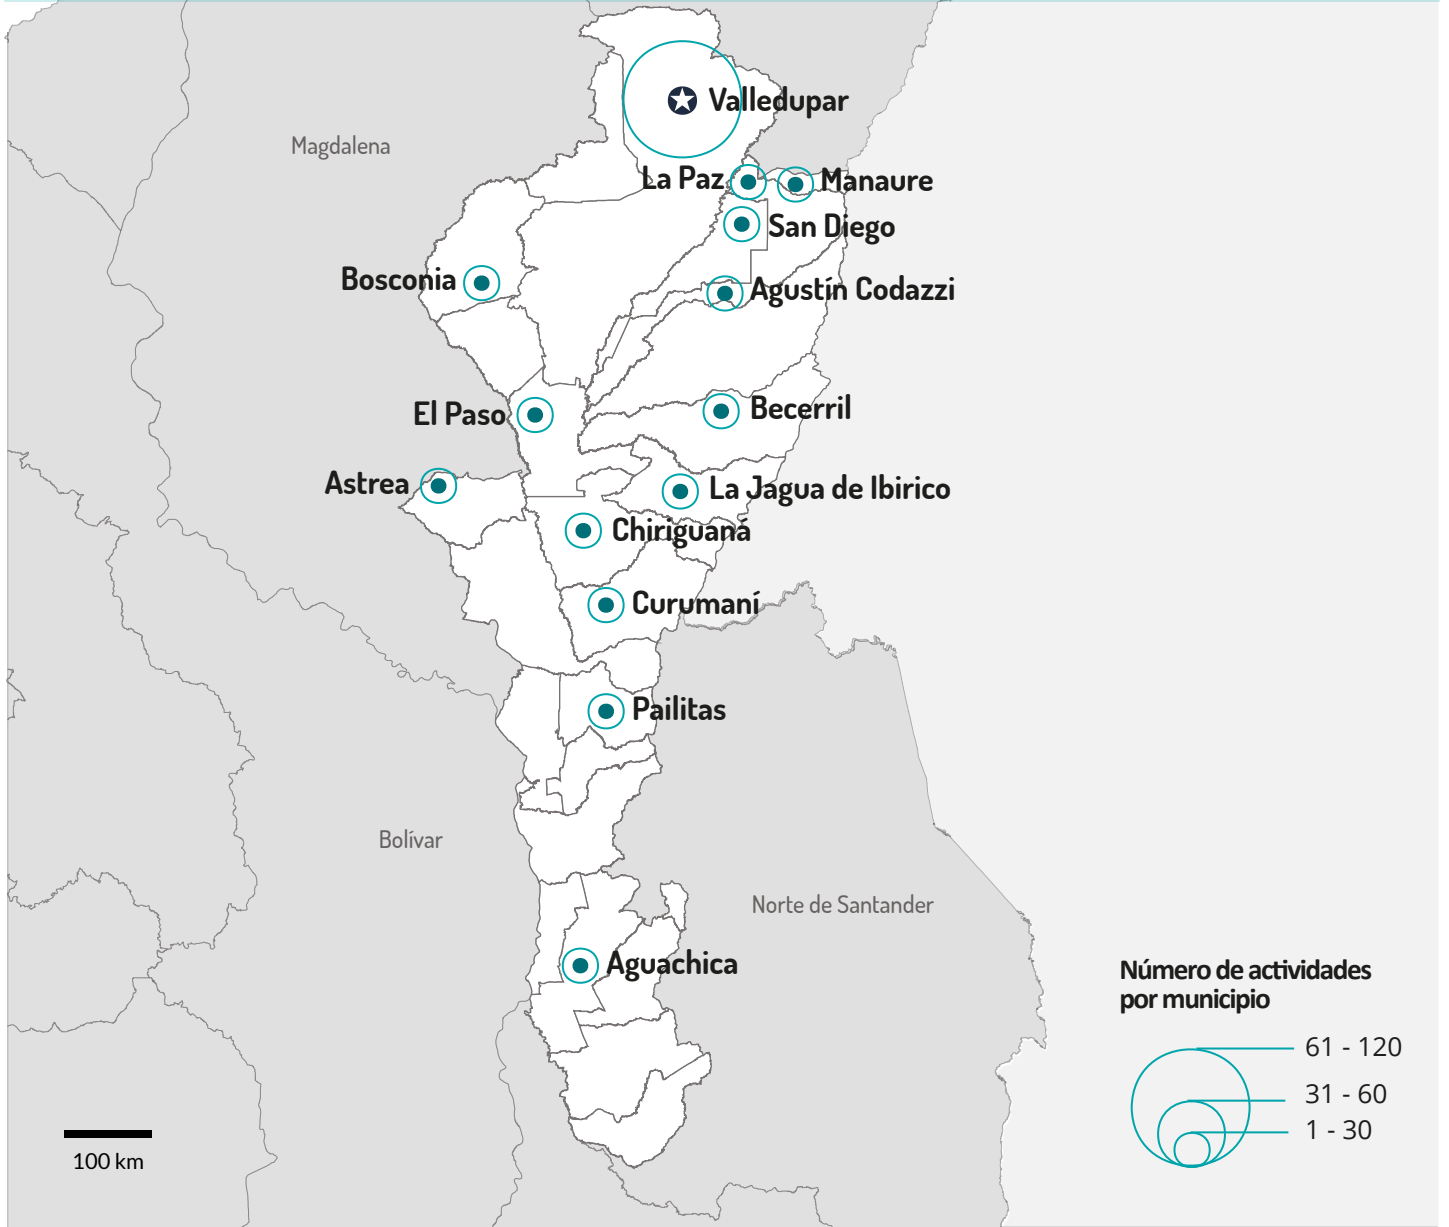 Valledupar
Magdalena
La Paz
Manaure
San Diego
Bosconia
Agustín Codazzi
El Paso
Becerril
Astrea
La Jagua de Ibirico
Chiriguaná
Curumaní
Pailitas
Bolívar
Norte de Santander
Aguachica
Número de actividades
por municipio
61 - 120
31 - 60
1 - 30
100 km